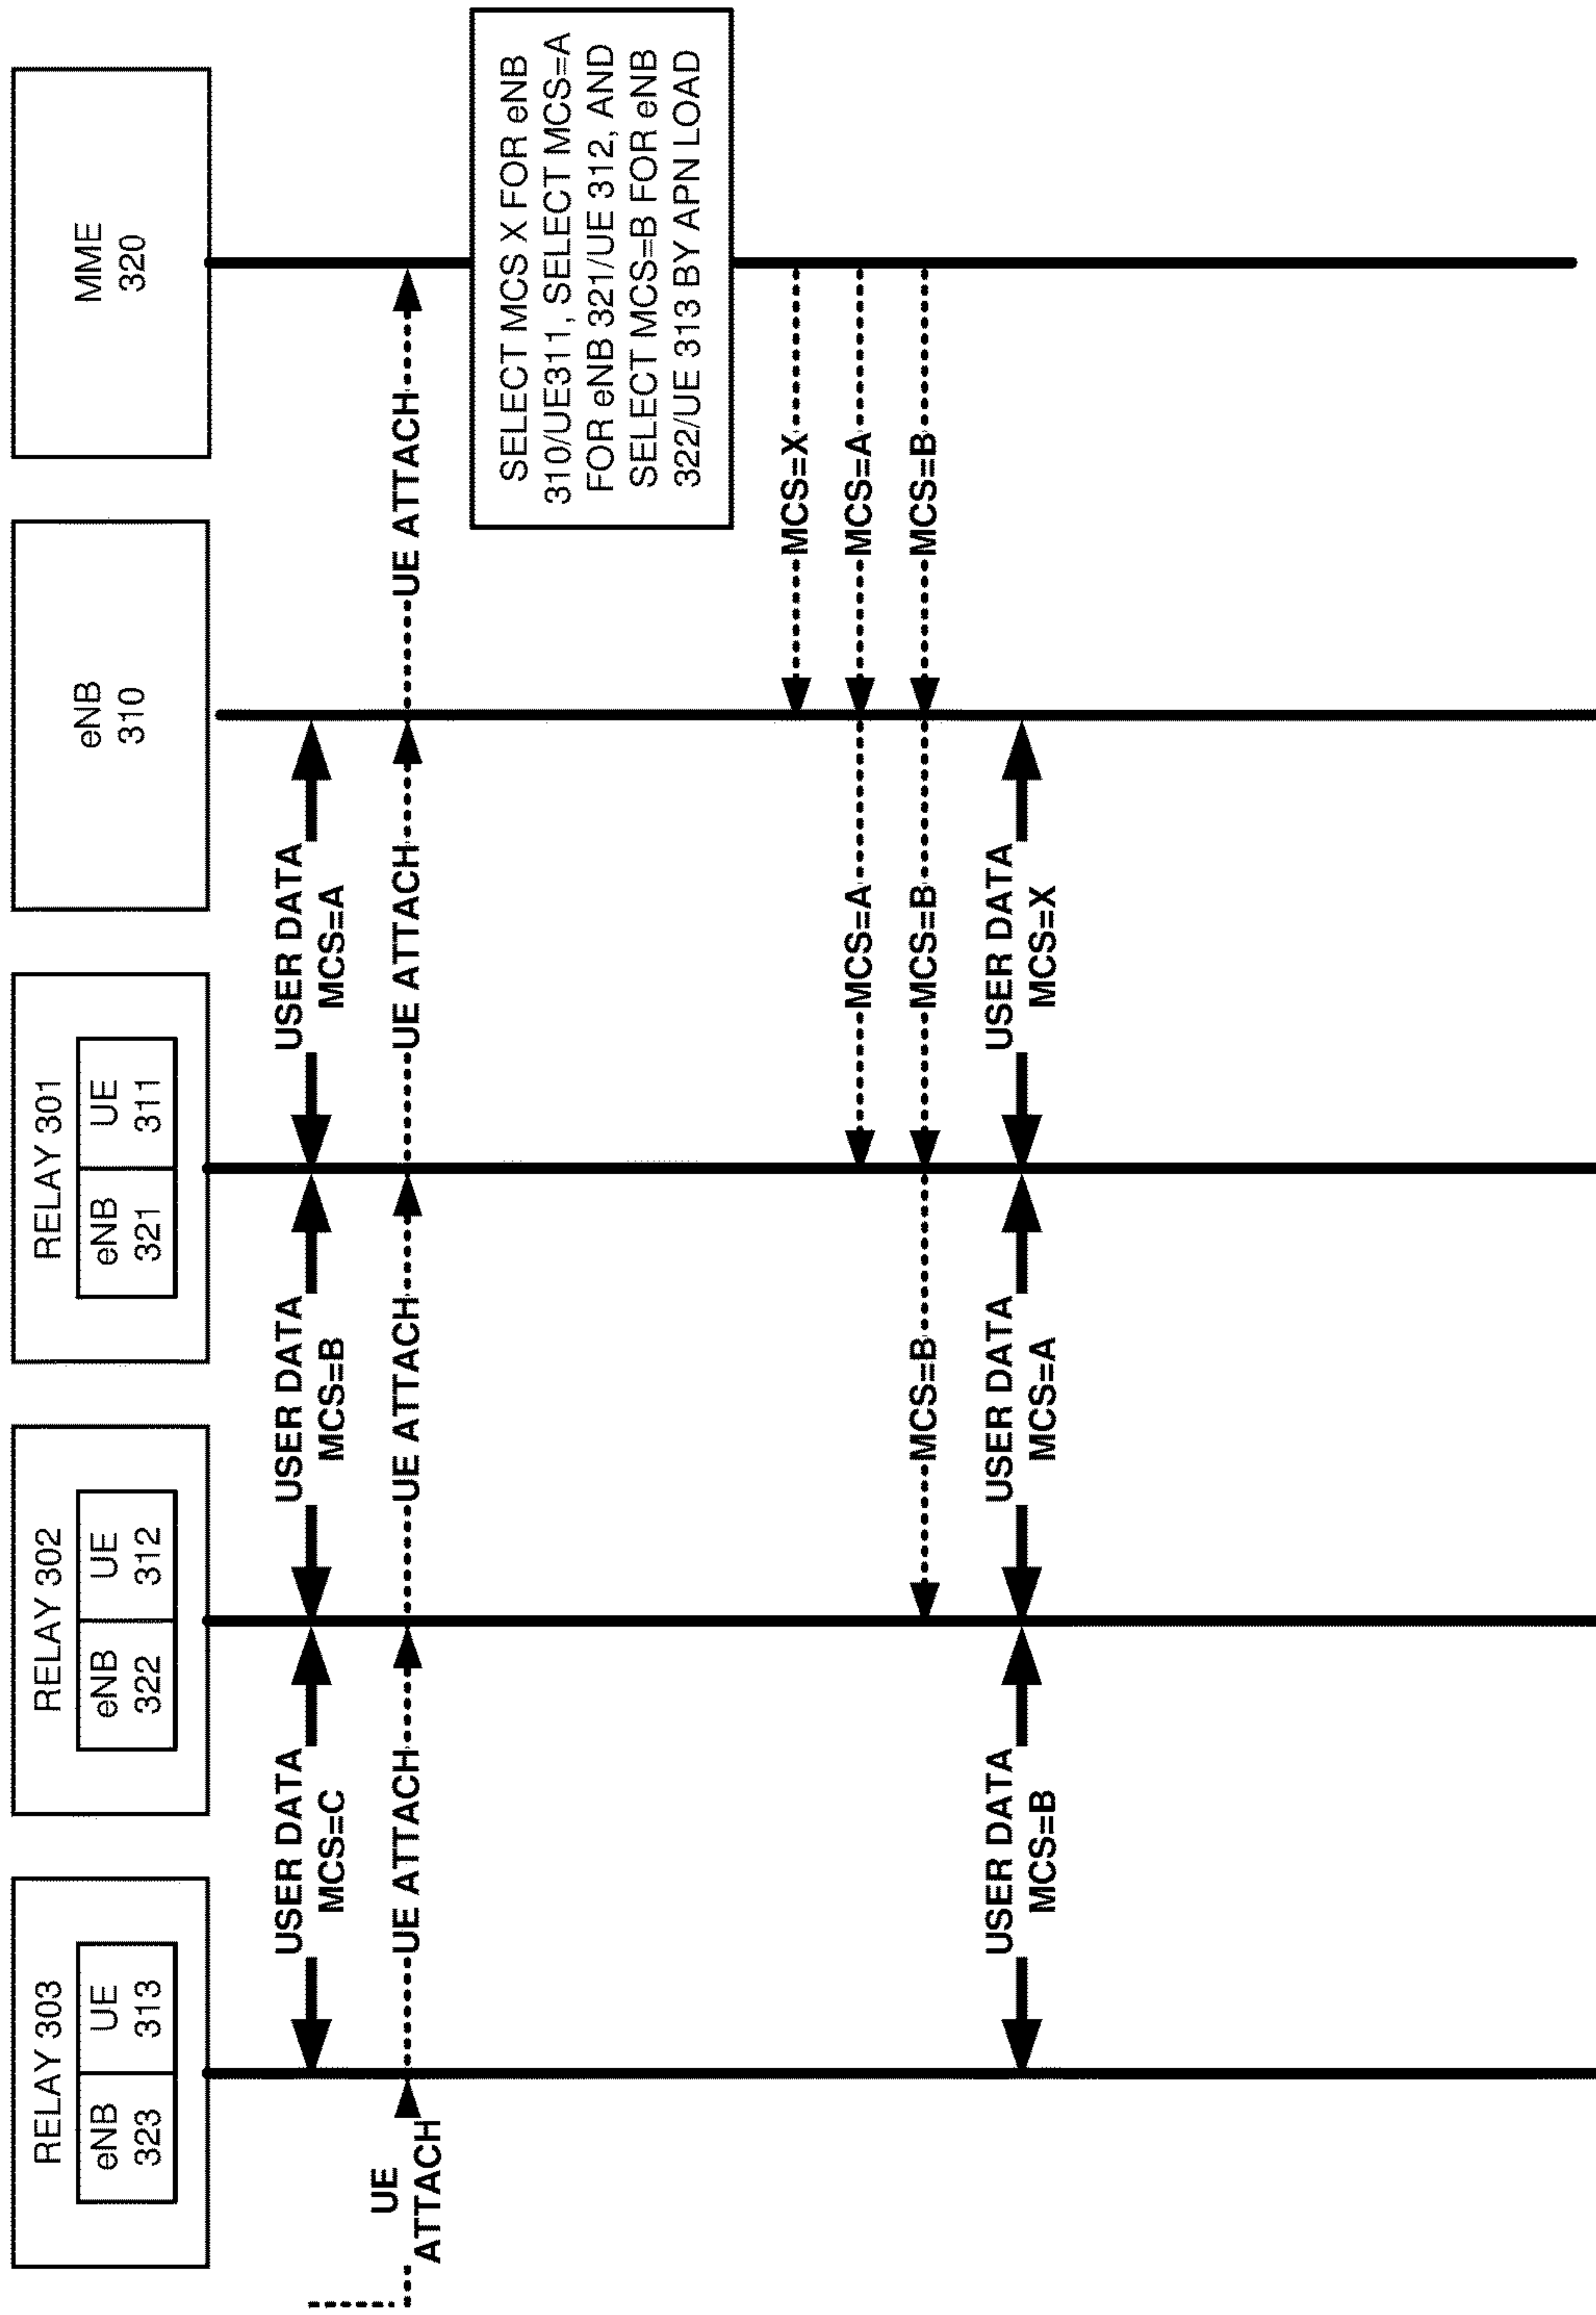 RELAY 303
eNB
323
UE
313
RELAY 302
eNB
322
UE
312
RELAY 301
eNB
321
UE
311
eNB
310
MME
320
USER DATA
MCS=C
USER DATA
MCS=B
USER DATA
MCS=A
UE
ATTACH
UE ATTACH
UE ATTACH
UE ATTACH
UE ATTACH
SELECT MCS X FOR eNB
310/UE311, SELECT MCS=A
FOR eNB 321/UE 312, AND
SELECT MCS=B FOR eNB
322/UE 313 BY APN LOAD
MCS=X
MCS=A
MCS=A
MCS=B
MCS=B
MCS=B
USER DATA
MCS=B
USER DATA
MCS=A
USER DATA
MCS=X